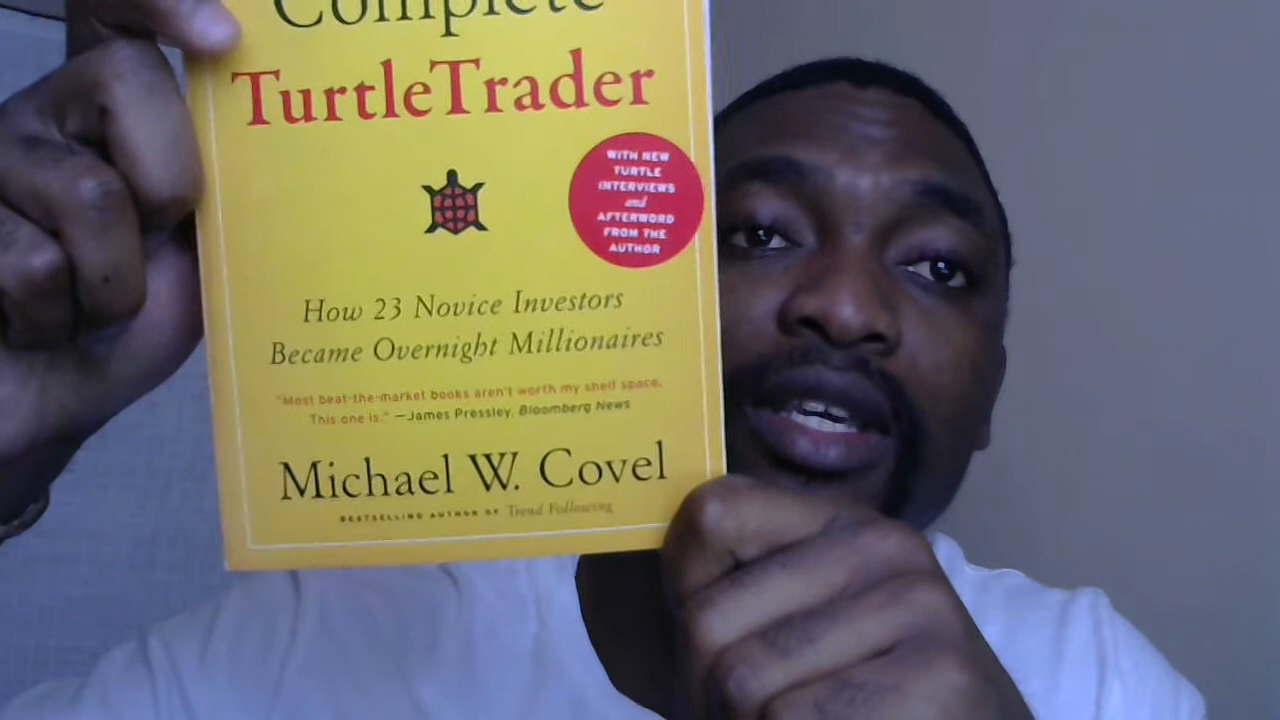 Complete
TurtleTrader
WITH NEW
TURTLE
INTERVIEWS
and
AFTERWORD
FROM THE
AUTHOR
How 23 Novice Investors
Became Overnight Millionaires
"Most beat-the-market books aren't worth my shelf space.
This one is." —James Pressley, Bloomberg News
Michael W. Covel
BESTSELLING AUTHOR OF Trend Following